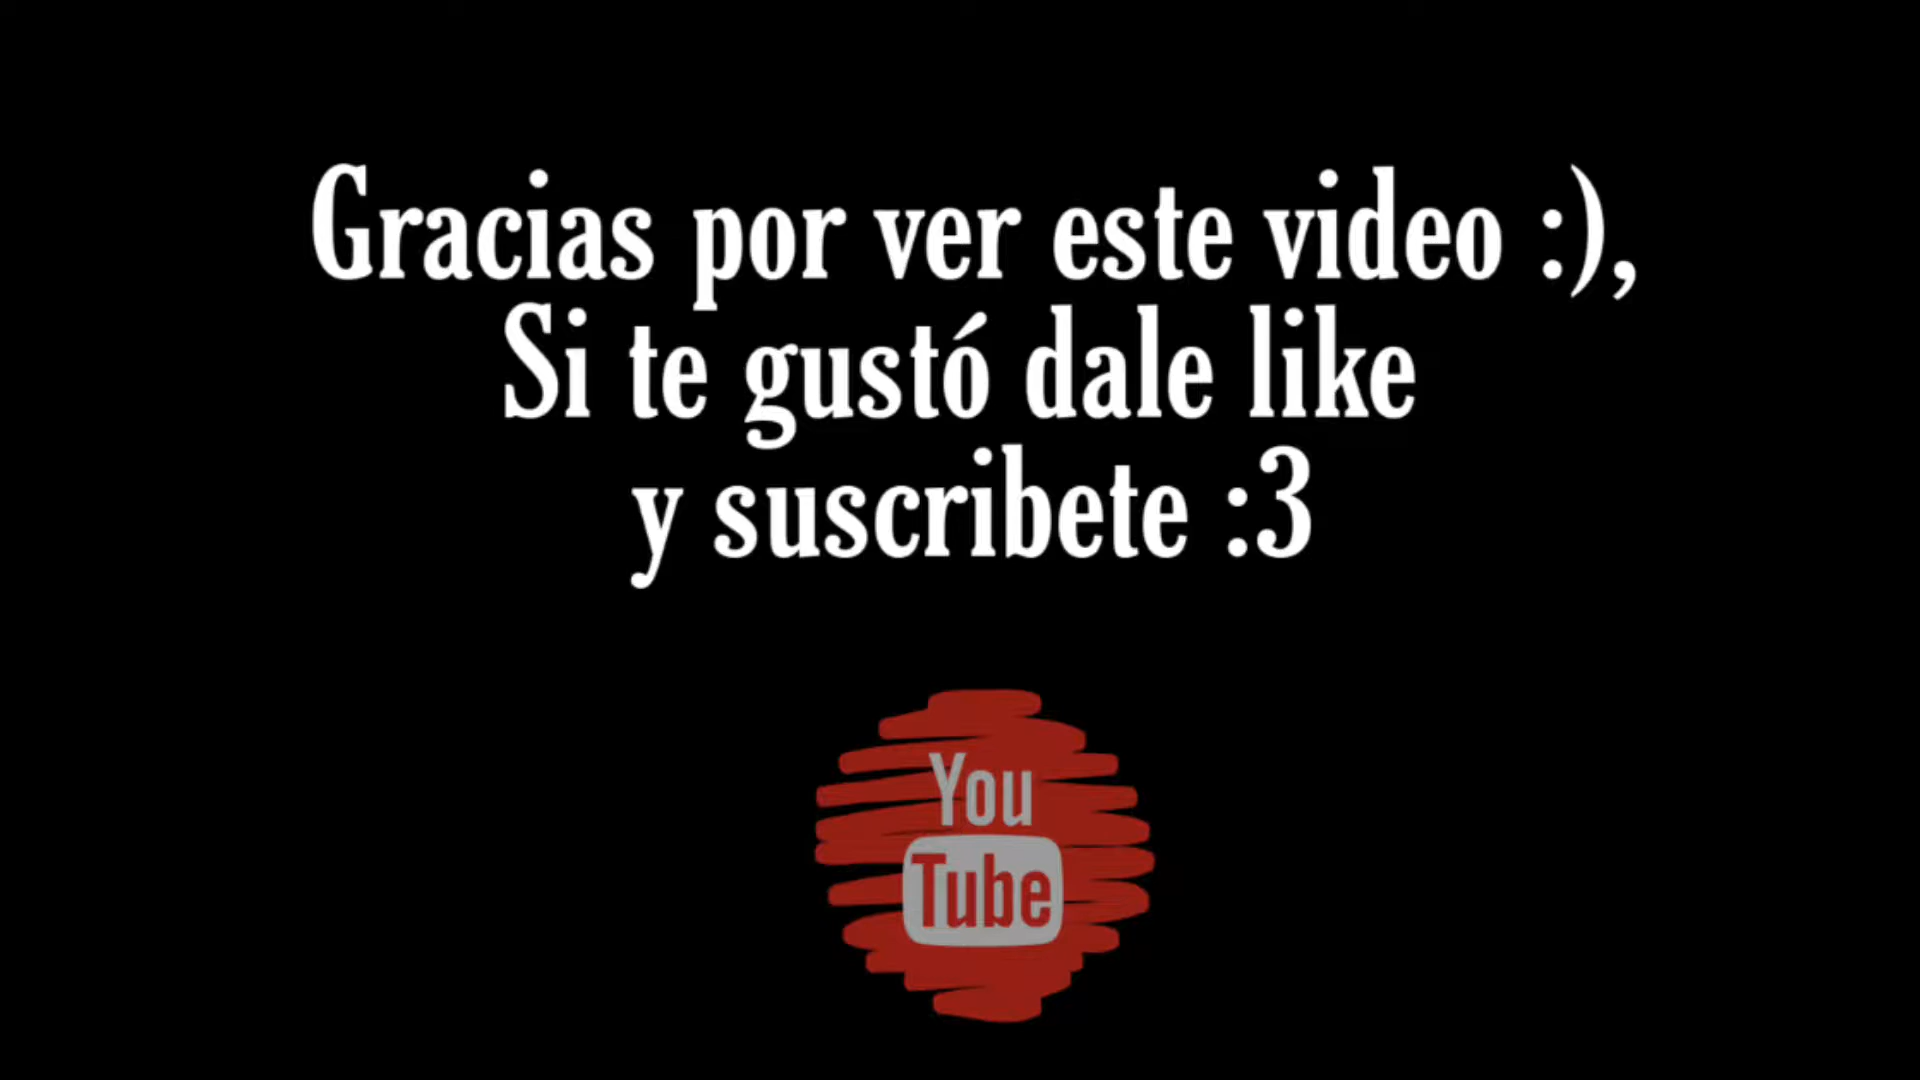 Gracias por ver este video :),
Si te gustó dale like
y suscribete :3
You
Tube